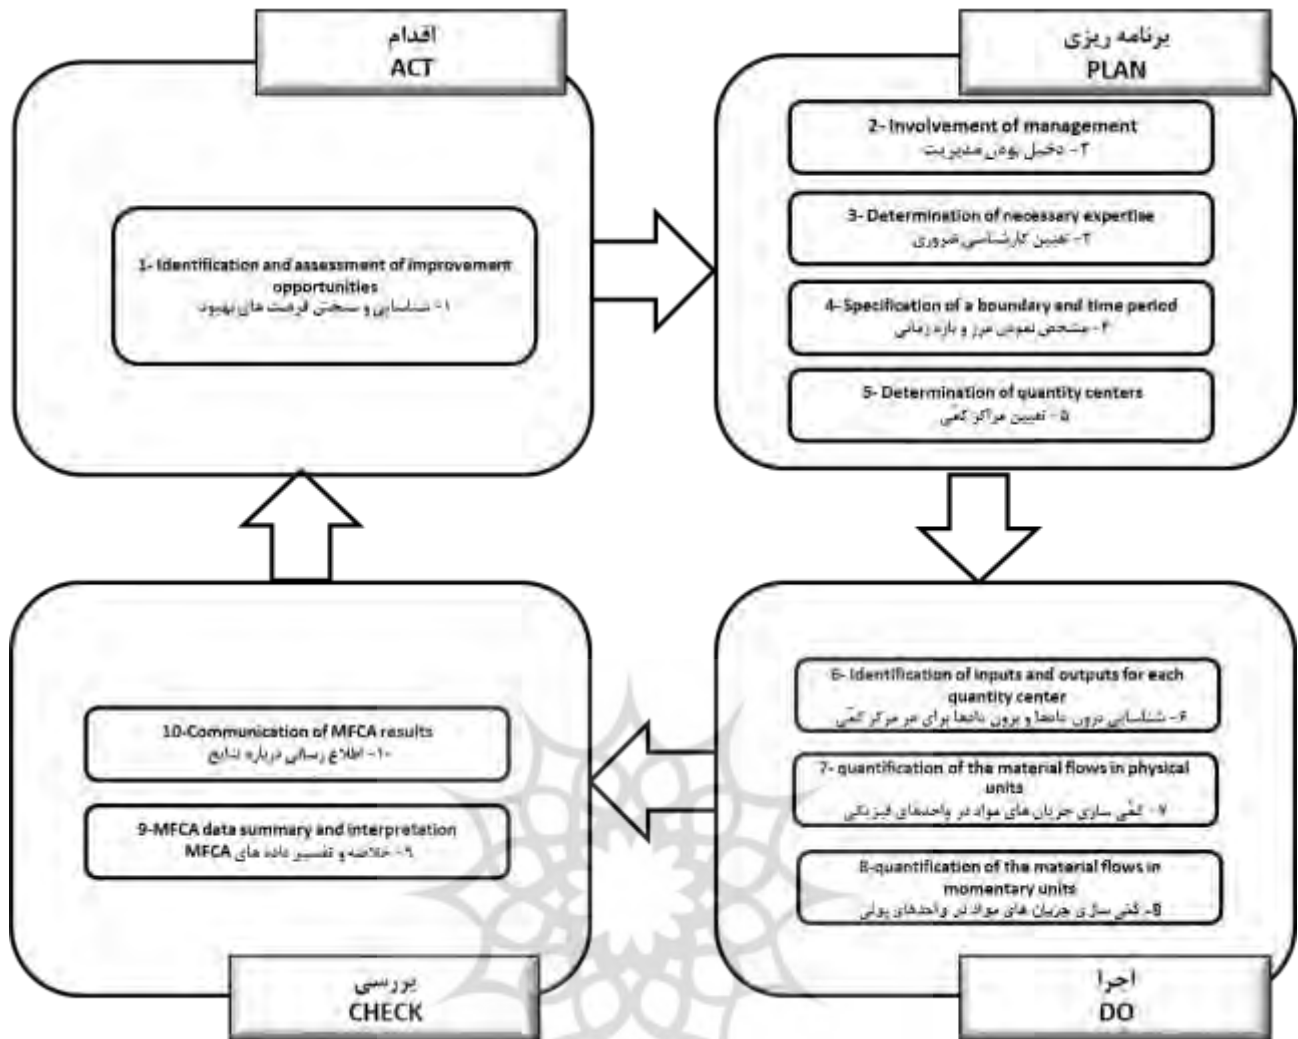 اقدام
ACT
1- Identification and assessment of improvement
opportunities
۱- شناسایی و سنجش فرصت های بهبود
برنامه ریزی
PLAN
2- Involvement of management
۲- دخیل بودن مدیریت
3- Determination of necessary expertise
۳- تعیین کارشناسی ضروری
4- Specification of a boundary and time period
۴- مشخص نمودن مرز و بازه زمانی
5- Determination of quantity centers
۵- تعیین مراکز کمّی
6- Identification of inputs and outputs for each
quantity center
۶- شناسایی درون دادها و برون دادها برای هر مرکز کمّی
7- quantification of the material flows in physical
units
۷- کمّی سازی جریان های مواد در واحدهای فیزیکی
8-quantification of the material flows in
momentary units
8- کمّی سازی جریان های مواد در واحدهای پولی
اجرا
DO
10-Communication of MFCA results
۱۰- اطلاع رسانی درباره نتایج
9-MFCA data summary and interpretation
۹- خلاصه و تفسیر داده های MFCA
بررسی
CHECK